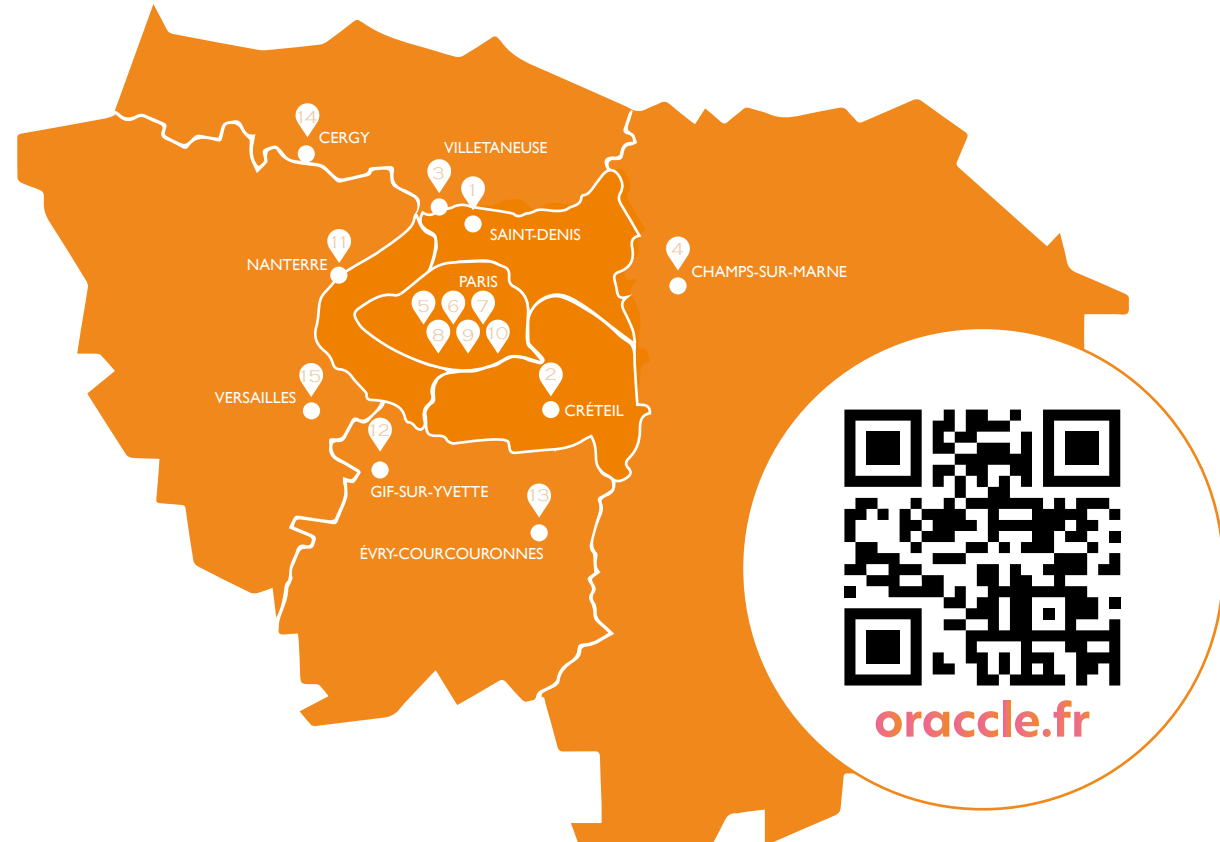 14
CERGY
VILLETANEUSE
3
1
SAINT-DENIS
11
NANTERRE
4
CHAMPS-SUR-MARNE
PARIS
5 6 7
8 9 10
15
VERSAILLES
2
CRÉTEIL
12
GIF-SUR-YVETTE
13
ÉVRY-COURCOURONNES
oraccle.fr